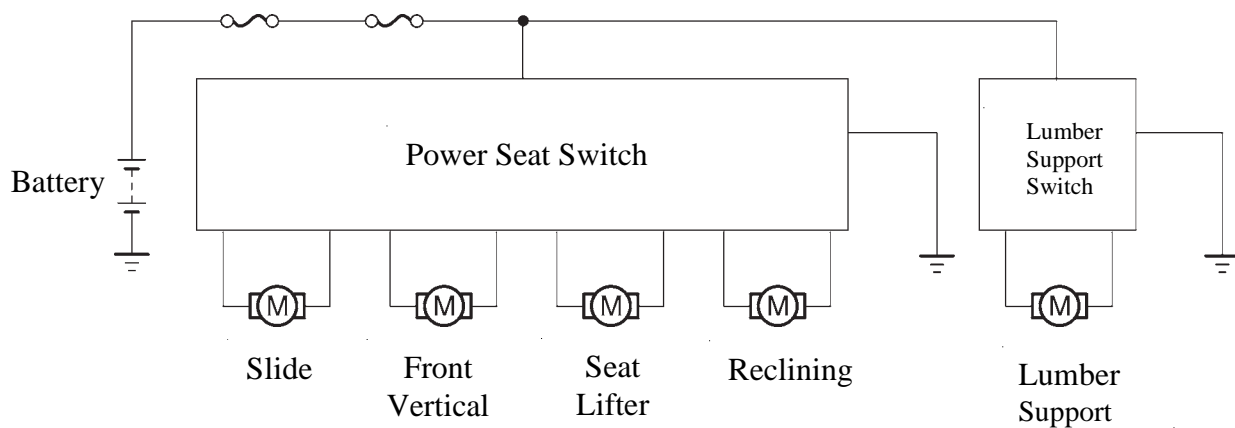 Power Seat Switch
Lumber
Support
Switch
Battery
M
M
M
M
M
Slide
Front
Vertical
Seat
Lifter
Reclining
Lumber
Support